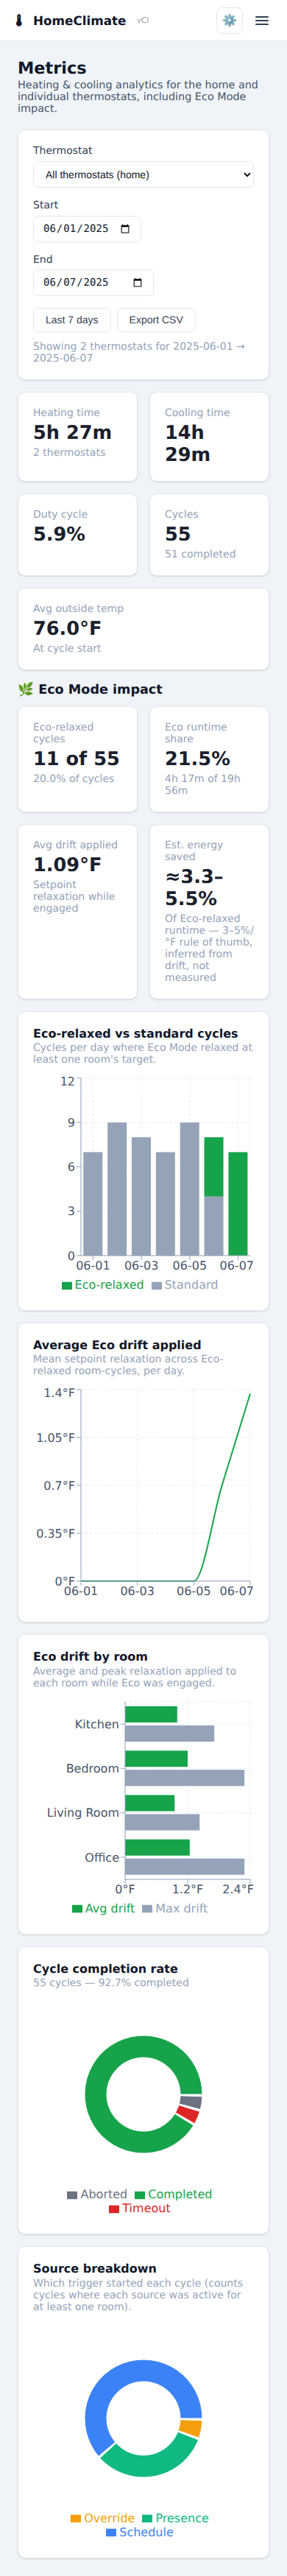 HomeClimate vCI
Metrics
Heating & cooling analytics for the home and
individual thermostats, including Eco Mode
impact.
Thermostat
All thermostats (home)
Start
06/01/2025
End
06/07/2025
Last 7 days Export CSV
Showing 2 thermostats for 2025-06-01 →
2025-06-07
Heating time
5h 27m
2 thermostats
Cooling time
14h
29m
Duty cycle
5.9%
Cycles
55
51 completed
Avg outside temp
76.0°F
At cycle start
🌿 Eco Mode impact
Eco-relaxed
cycles
11 of 55
20.0% of cycles
Eco runtime
share
21.5%
4h 17m of 19h
56m
Avg drift applied
1.09°F
Setpoint
relaxation while
engaged
Est. energy
saved
≈3.3–
5.5%
Of Eco-relaxed
runtime — 3–5%/
°F rule of thumb,
inferred from
drift, not
measured
Eco-relaxed vs standard cycles
Cycles per day where Eco Mode relaxed at
least one room's target.
12
9
6
3
0
06-01 06-03 06-05 06-07
Eco-relaxed Standard
Average Eco drift applied
Mean setpoint relaxation across Eco-
relaxed room-cycles, per day.
1.4°F
1.05°F
0.7°F
0.35°F
0°F
06-01 06-03 06-05 06-07
Eco drift by room
Average and peak relaxation applied to
each room while Eco was engaged.
Kitchen
Bedroom
Living Room
Office
0°F 1.2°F 2.4°F
Avg drift Max drift
Cycle completion rate
55 cycles — 92.7% completed
Aborted Completed
Timeout
Source breakdown
Which trigger started each cycle (counts
cycles where each source was active for
at least one room).
Override Presence
Schedule